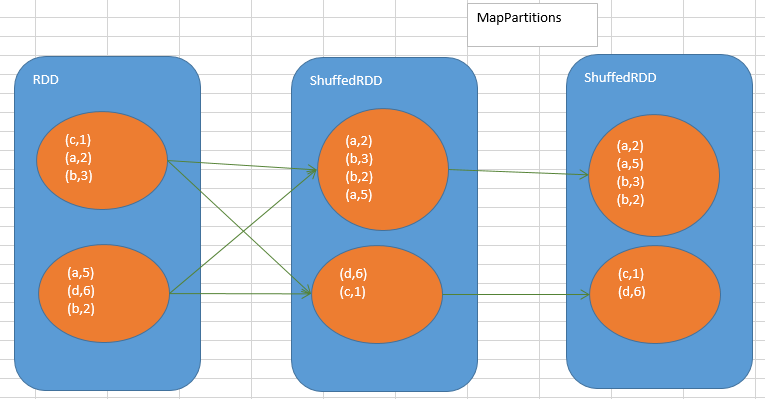 MapPartitions
RDD
(c,1)
(a,2)
(b,3)
(a,5)
(d,6)
(b,2)
ShuffedRDD
(a,2)
(b,3)
(b,2)
(a,5)
(d,6)
(c,1)
ShuffedRDD
(a,2)
(a,5)
(b,3)
(b,2)
(c,1)
(d,6)